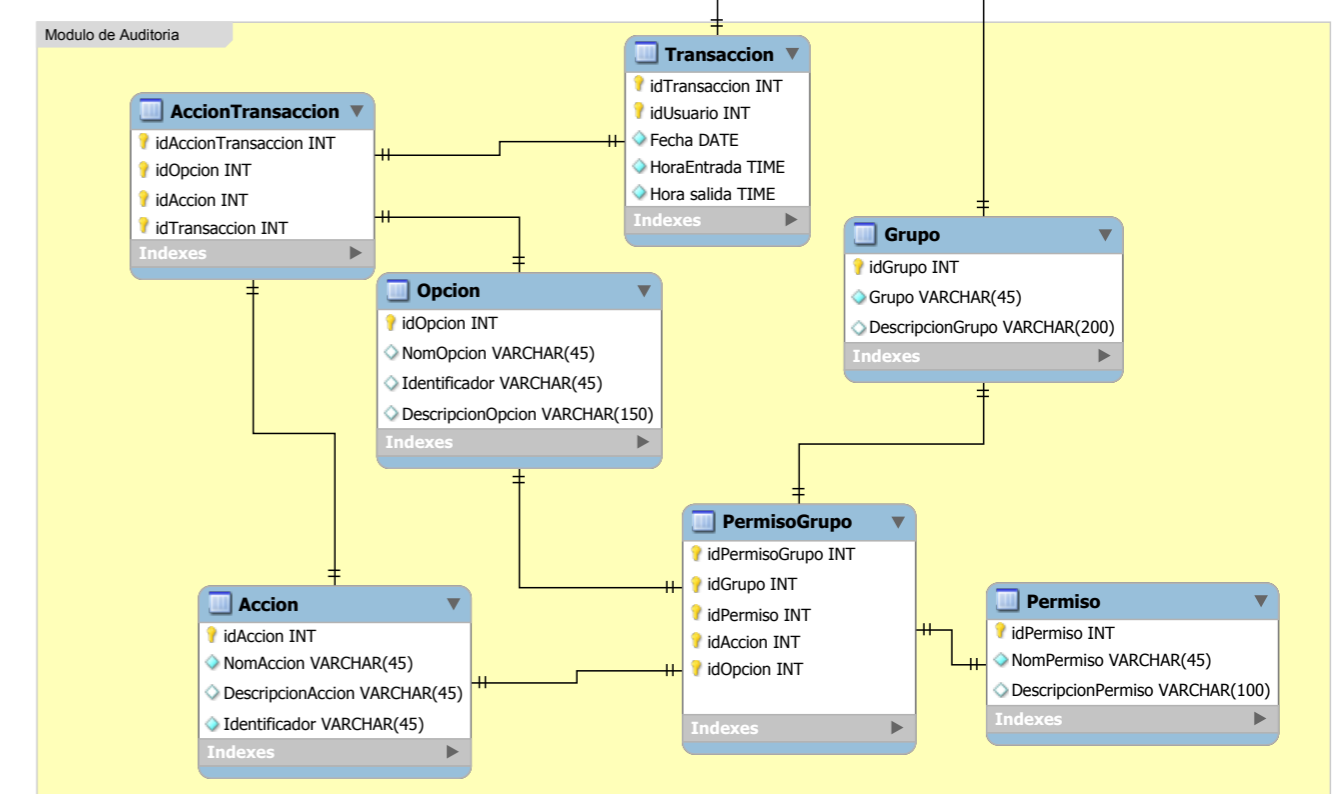 Modulo de Auditoria
Transaccion
idTransaccion INT
idUsuario INT
Fecha DATE
HoraEntrada TIME
Hora salida TIME
Indexes
AccionTransaccion
idAccionTransaccion INT
idOpcion INT
idAccion INT
idTransaccion INT
Indexes
Grupo
idGrupo INT
Grupo VARCHAR(45)
DescripcionGrupo VARCHAR(200)
Indexes
Opcion
idOpcion INT
NomOpcion VARCHAR(45)
Identificador VARCHAR(45)
DescripcionOpcion VARCHAR(150)
Indexes
PermisoGrupo
idPermisoGrupo INT
idGrupo INT
idPermiso INT
idAccion INT
idOpcion INT
Indexes
Accion
idAccion INT
NomAccion VARCHAR(45)
DescripcionAccion VARCHAR(45)
Identificador VARCHAR(45)
Indexes
Permiso
idPermiso INT
NomPermiso VARCHAR(45)
DescripcionPermiso VARCHAR(100)
Indexes